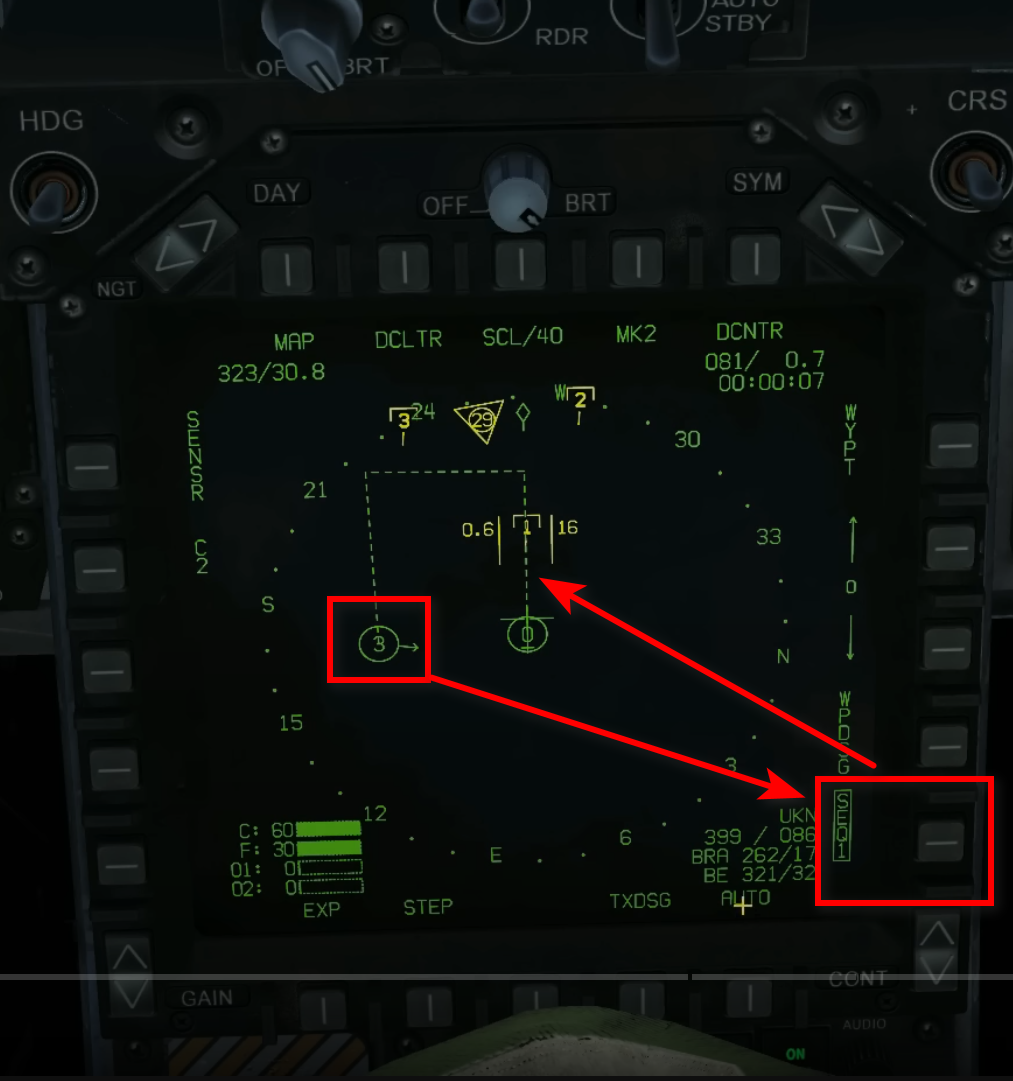 AUTO
STBY
RDR
OFF BRT
HDG
CRS
DAY
OFF
BRT
SYM
NGT
MAP
DCLTR
SCL/40
MK2
DCNTR
323/30.8
081/ 0.7
00:00:07
SENSR
C2
WYPT
0
WPDSG
SEQ1
3
24
29
W
2
30
21
0.6
1
16
33
S
3
0
N
15
3
12
6
E
C: 60
F: 30
O1: 0
O2: 0
UKN
399 / 086
BRA 262/17
BE 321/32
EXP
STEP
TXDSG
AUTO
GAIN
CONT
AUDIO
ON